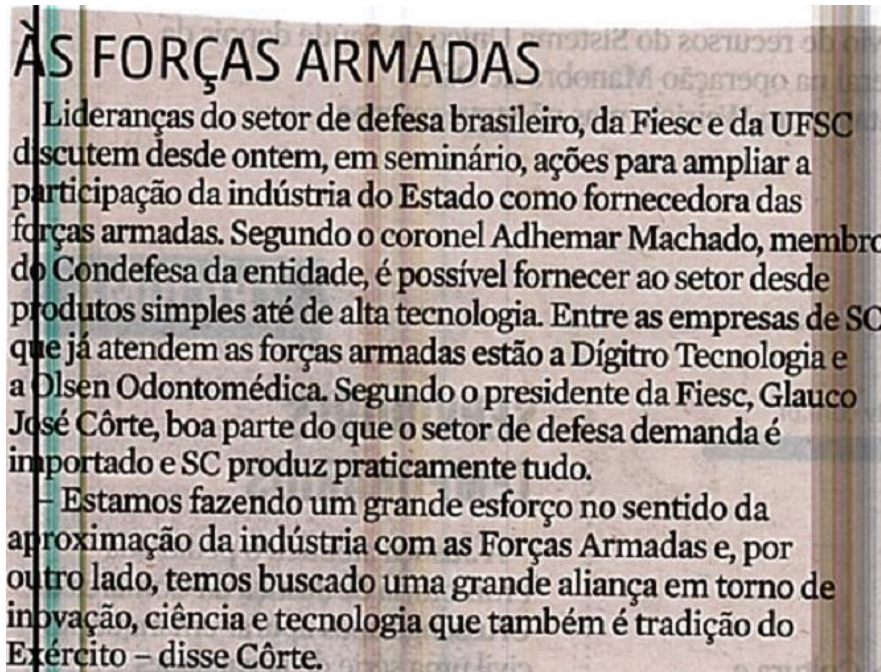 ÀS FORÇAS ARMADAS
Lideranças do setor de defesa brasileiro, da Fiesc e da UFSC
discutem desde ontem, em seminário, ações para ampliar a
participação da indústria do Estado como fornecedora das
forças armadas. Segundo o coronel Adhemar Machado, membro
do Condefesa da entidade, é possível fornecer ao setor desde
produtos simples até de alta tecnologia. Entre as empresas de SC
que já atendem as forças armadas estão a Dígitro Tecnologia e
a Olsen Odontomédica. Segundo o presidente da Fiesc, Glauco
José Côrte, boa parte do que o setor de defesa demanda é
importado e SC produz praticamente tudo.
– Estamos fazendo um grande esforço no sentido da
aproximação da indústria com as Forças Armadas e, por
outro lado, temos buscado uma grande aliança em torno de
inovação, ciência e tecnologia que também é tradição do
Exército – disse Côrte.